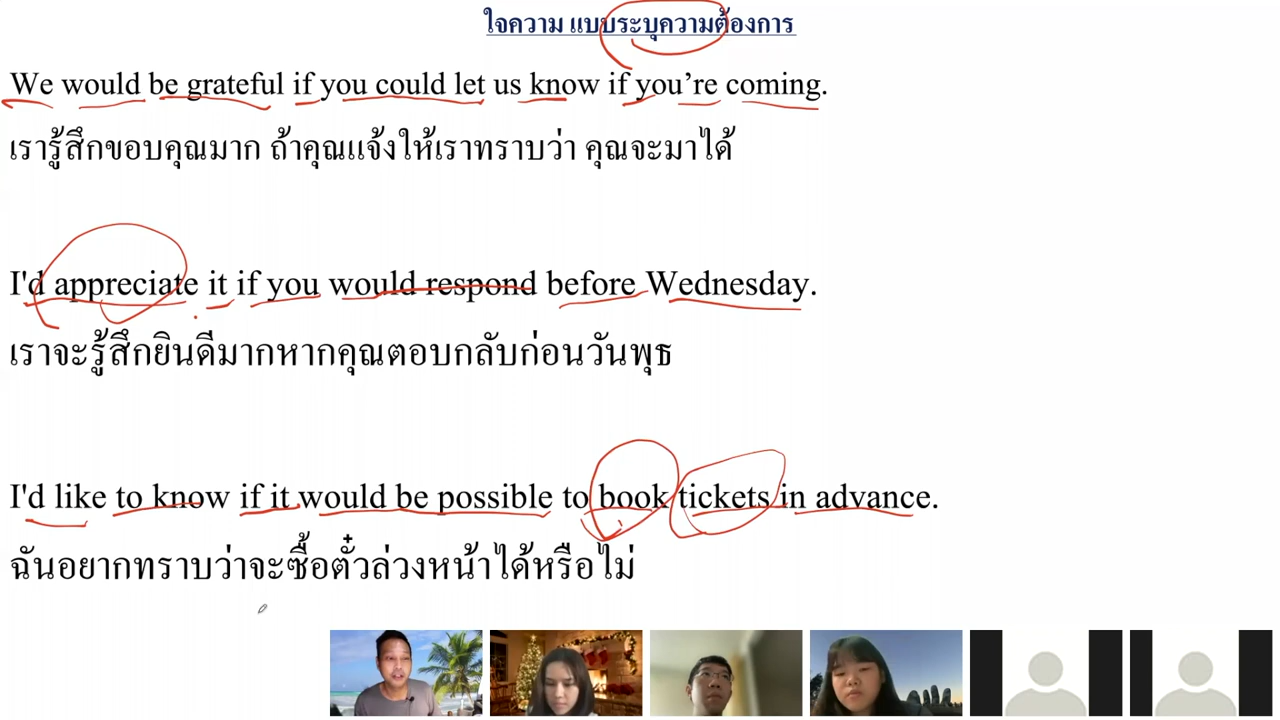 ใจความ แบบระบุความต้องการ
We would be grateful if you could let us know if you’re coming.
เรารู้สึกขอบคุณมาก ถ้าคุณแจ้งให้เราทราบว่า คุณจะมาได้
I'd appreciate it if you would respond before Wednesday.
เราจะรู้สึกยินดีมากหากคุณตอบกลับก่อนวันพุธ
I'd like to know if it would be possible to book tickets in advance.
ฉันอยากทราบว่าจะซื้อตั๋วล่วงหน้าได้หรือไม่